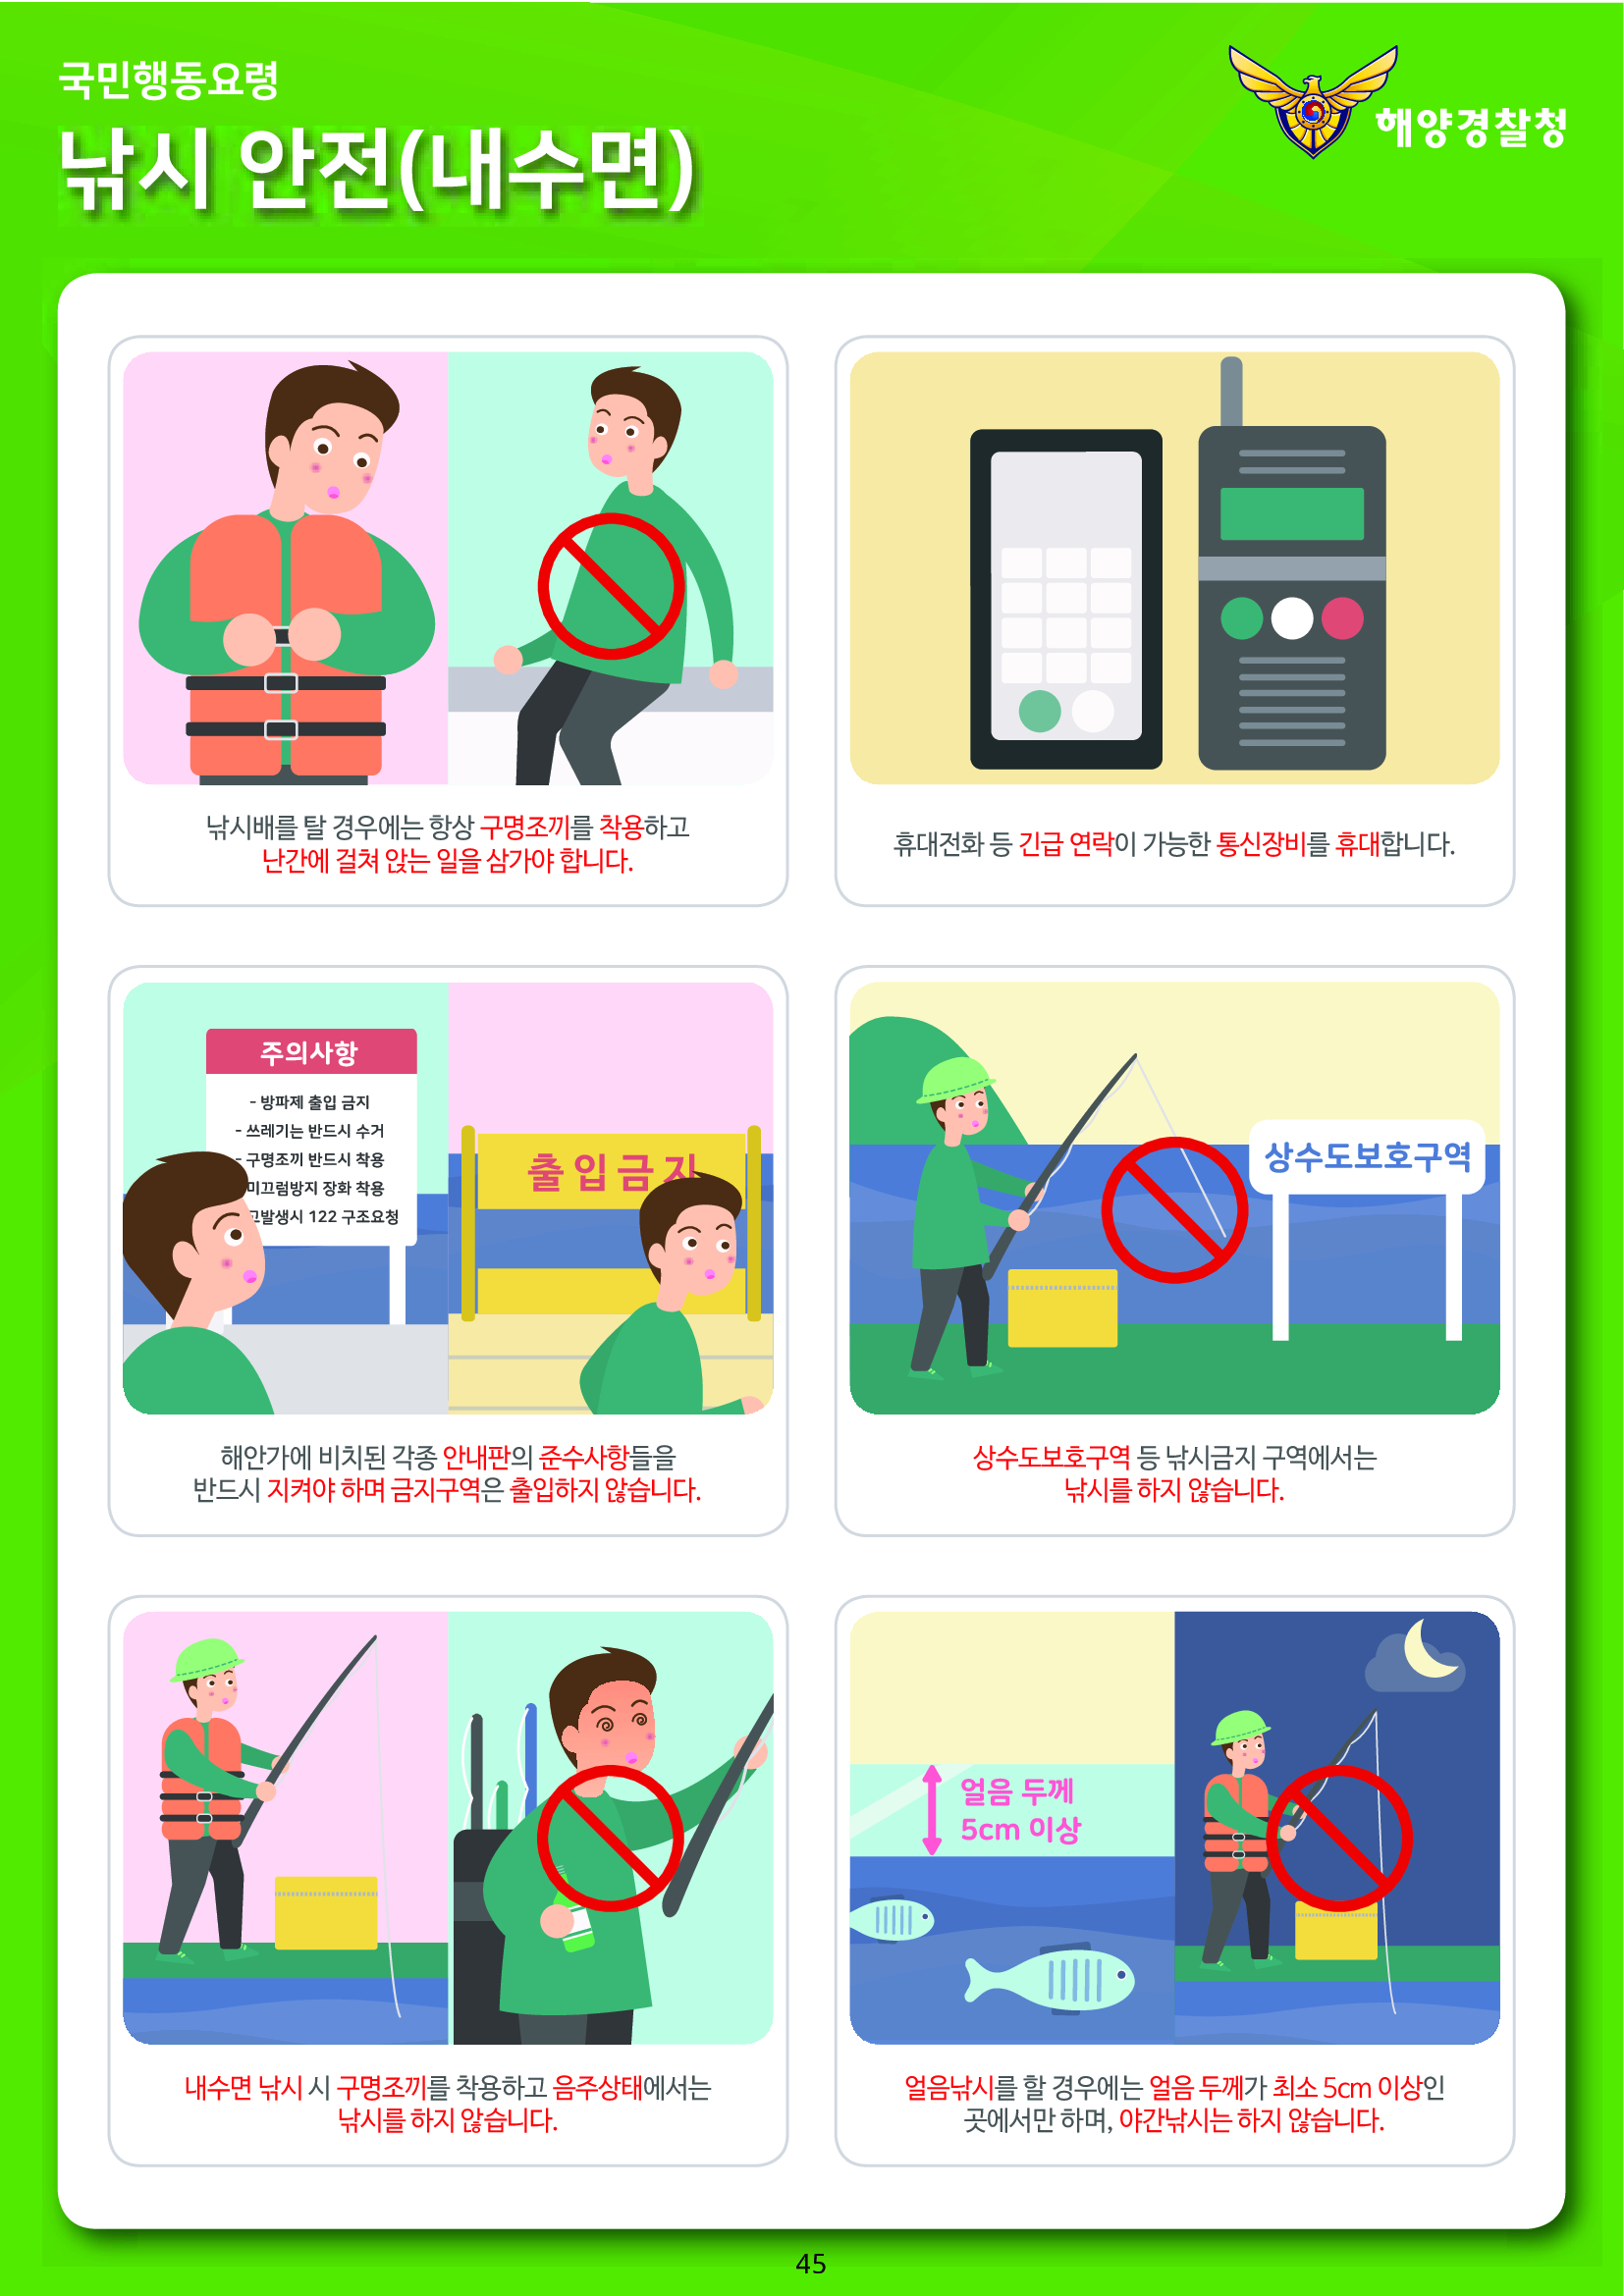 국민행동요령
낚시 안전(내수면)
해양경찰청
낚시배를 탈 경우에는 항상 구명조끼를 착용하고
난간에 걸쳐 앉는 일을 삼가야 합니다.
휴대전화 등 긴급 연락이 가능한 통신장비를 휴대합니다.
주의사항
- 방파제 출입 금지
- 쓰레기는 반드시 수거
- 구명조끼 반드시 착용
미끄럼방지 장화 착용
고발생시 122 구조요청
출입금지
해안가에 비치된 각종 안내판의 준수사항들을
반드시 지켜야 하며 금지구역은 출입하지 않습니다.
상수도보호구역
상수도보호구역 등 낚시금지 구역에서는
낚시를 하지 않습니다.
내수면 낚시 시 구명조끼를 착용하고 음주상태에서는
낚시를 하지 않습니다.
얼음 두께
5cm 이상
얼음낚시를 할 경우에는 얼음 두께가 최소 5cm 이상인
곳에서만 하며, 야간낚시는 하지 않습니다.
45